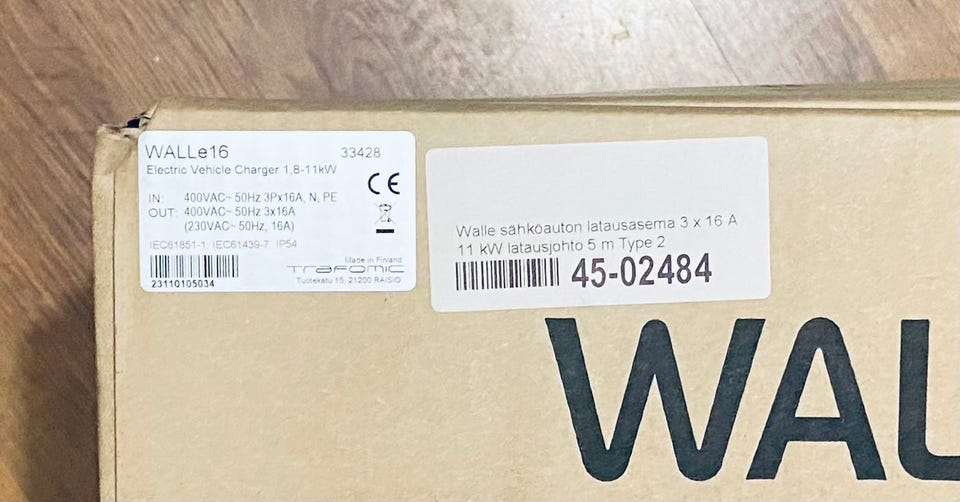 WALLe16 33428
Electric Vehicle Charger 1,8-11kW
CE
IN: 400VAC~ 50Hz 3Px16A, N, PE
OUT: 400VAC~ 50Hz 3x16A
(230VAC~ 50Hz, 16A)
IEC61851-1, IEC61439-7 IP54
Made in Finland
TRAFOMIC
23110105034
Tuotekatu 15, 21200 RAISIO
Walle sähköauton latausasema 3 x 16 A
11 kW latausjohto 5 m Type 2
45-02484
WAL